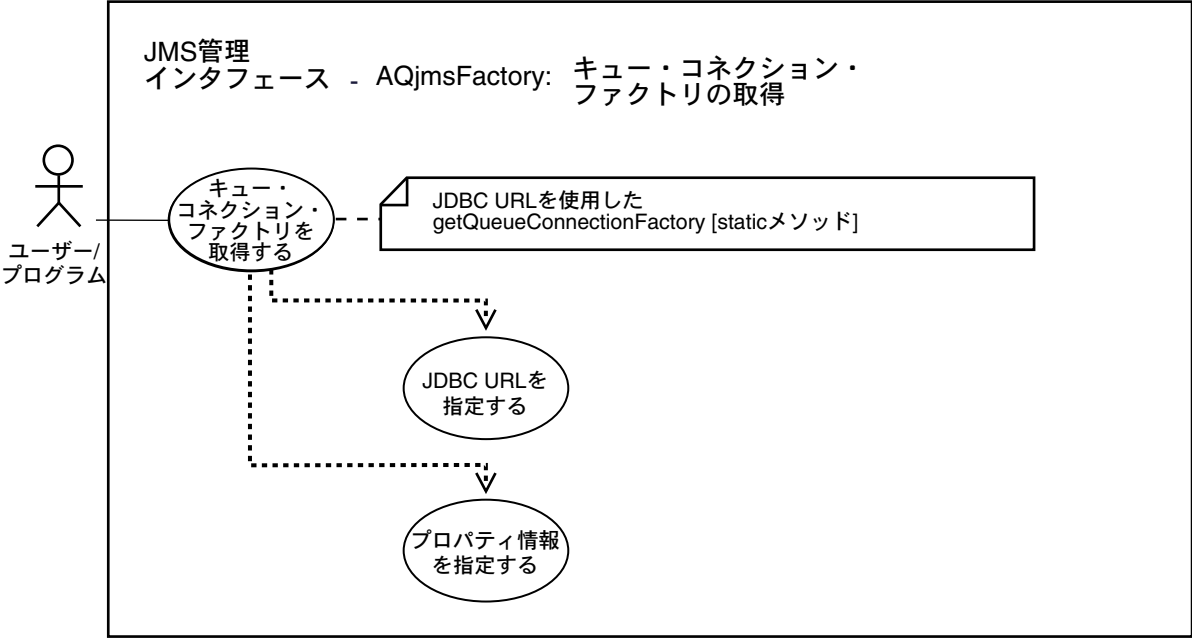 JMS管理
インタフェース - AQjmsFactory:
キュー・コネクション・
ファクトリの取得
ユーザー/
プログラム
キュー・
コネクション・
ファクトリを
取得する
JDBC URLを使用した
getQueueConnectionFactory [staticメソッド]
JDBC URLを
指定する
プロパティ情報
を指定する